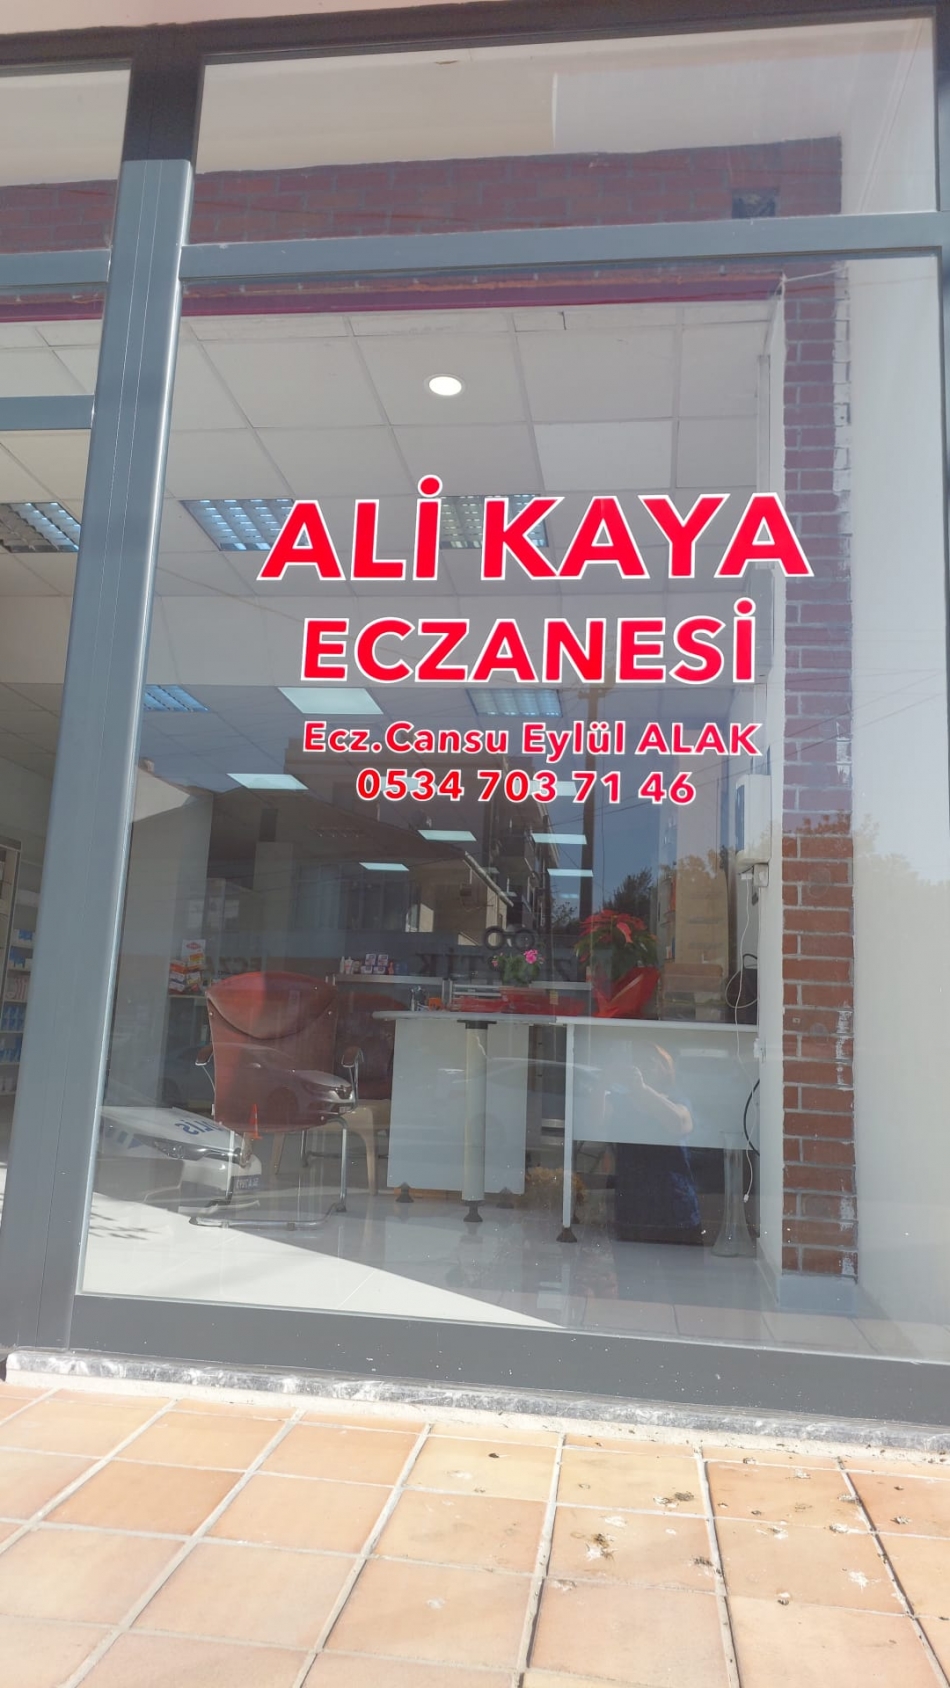 ALİ KAYA
ECZANESİ
Ecz.Cansu Eylül ALAK
0534 703 71 46